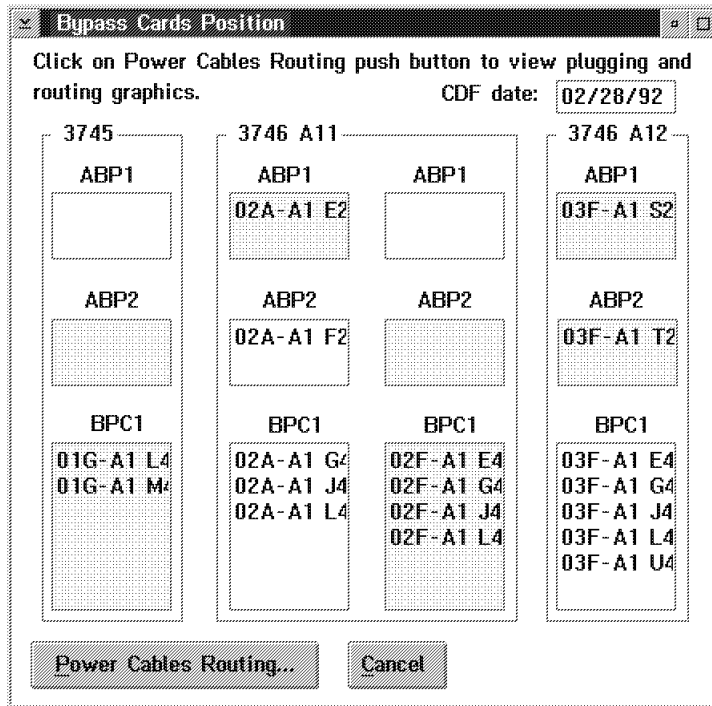 Bypass Cards Position
Click on Power Cables Routing push button to view plugging and
routing graphics. CDF date: 02/28/92
3745 3746 A11 3746 A12
ABP1 ABP1 ABP1 ABP1
02A-A1 E2 03F-A1 S2
ABP2 ABP2 ABP2 ABP2
02A-A1 F2 03F-A1 T2
BPC1 BPC1 BPC1 BPC1
01G-A1 L4 02A-A1 G4 02F-A1 E4 03F-A1 E4
01G-A1 M4 02A-A1 J4 02F-A1 G4 03F-A1 G4
02A-A1 L4 02F-A1 J4 03F-A1 J4
02F-A1 L4 03F-A1 L4
03F-A1 U4
Power Cables Routing... Cancel